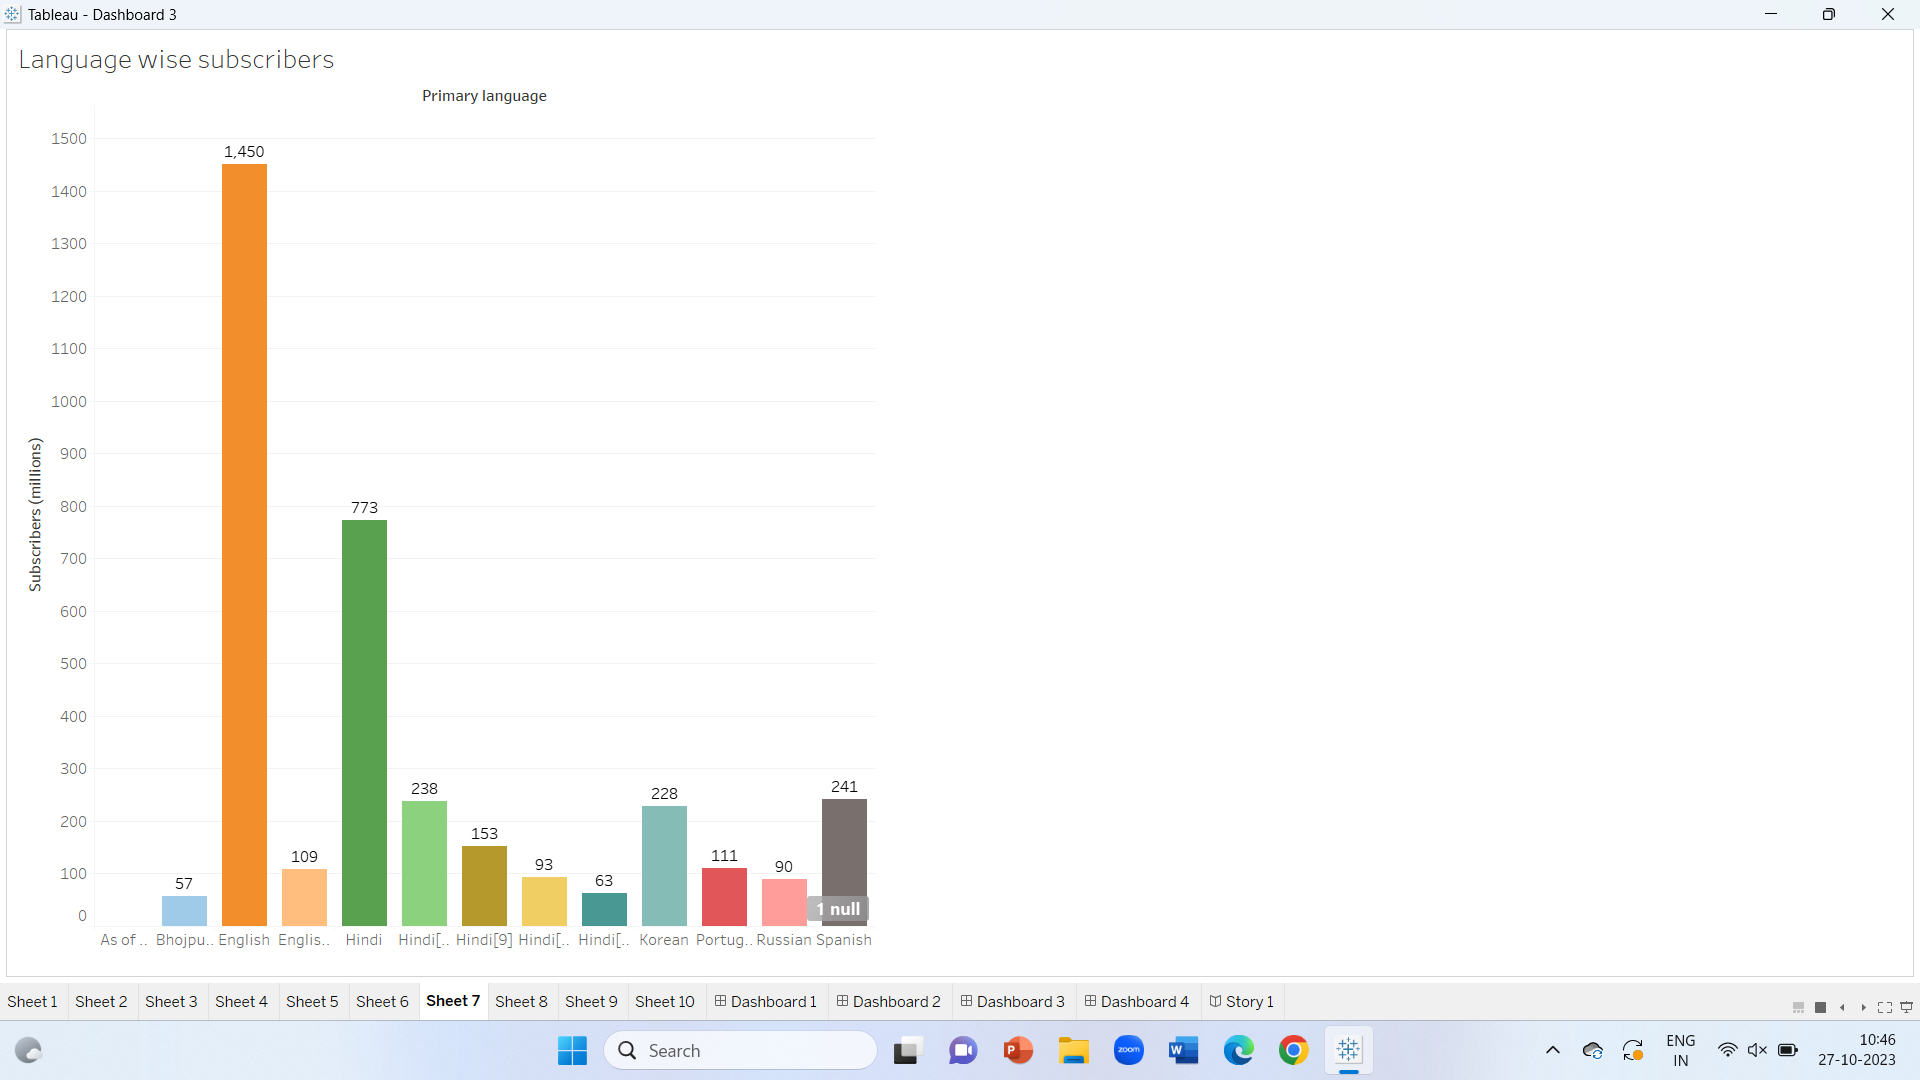 Tableau - Dashboard 3
Language wise subscribers
Primary language
Subscribers (millions)
1500
1400
1300
1200
1100
1000
900
800
700
600
500
400
300
200
100
0
57
1,450
109
773
238
153
93
63
228
111
90
241
1 null
As of .. Bhojpu.. English Englis.. Hindi Hindi[.. Hindi[9] Hindi[.. Hindi[.. Korean Portug.. Russian Spanish
Sheet 1 Sheet 2 Sheet 3 Sheet 4 Sheet 5 Sheet 6 Sheet 7 Sheet 8 Sheet 9 Sheet 10 Dashboard 1 Dashboard 2 Dashboard 3 Dashboard 4 Story 1
Search
zoom
ENG
IN
10:46
27-10-2023